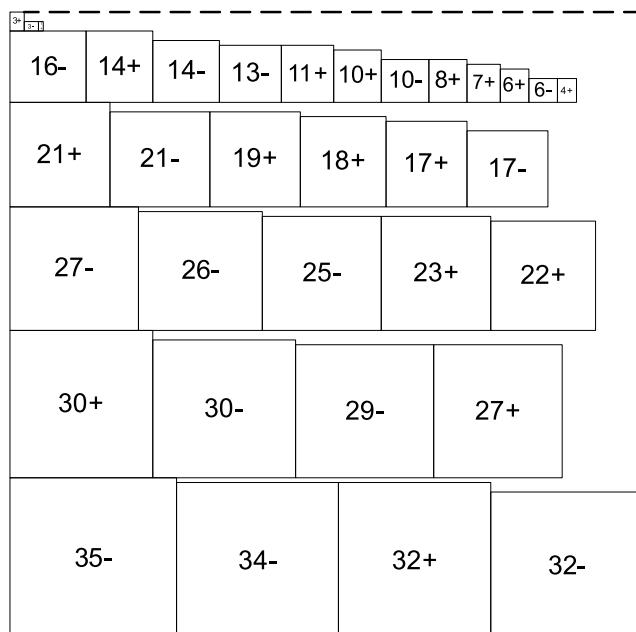 3+ 3-
16- 14+ 14- 13- 11+ 10+ 10- 8+ 7+ 6+ 6- 4+
21+ 21- 19+ 18+ 17+ 17-
27- 26- 25- 23+ 22+
30+ 30- 29- 27+
35- 34- 32+ 32-